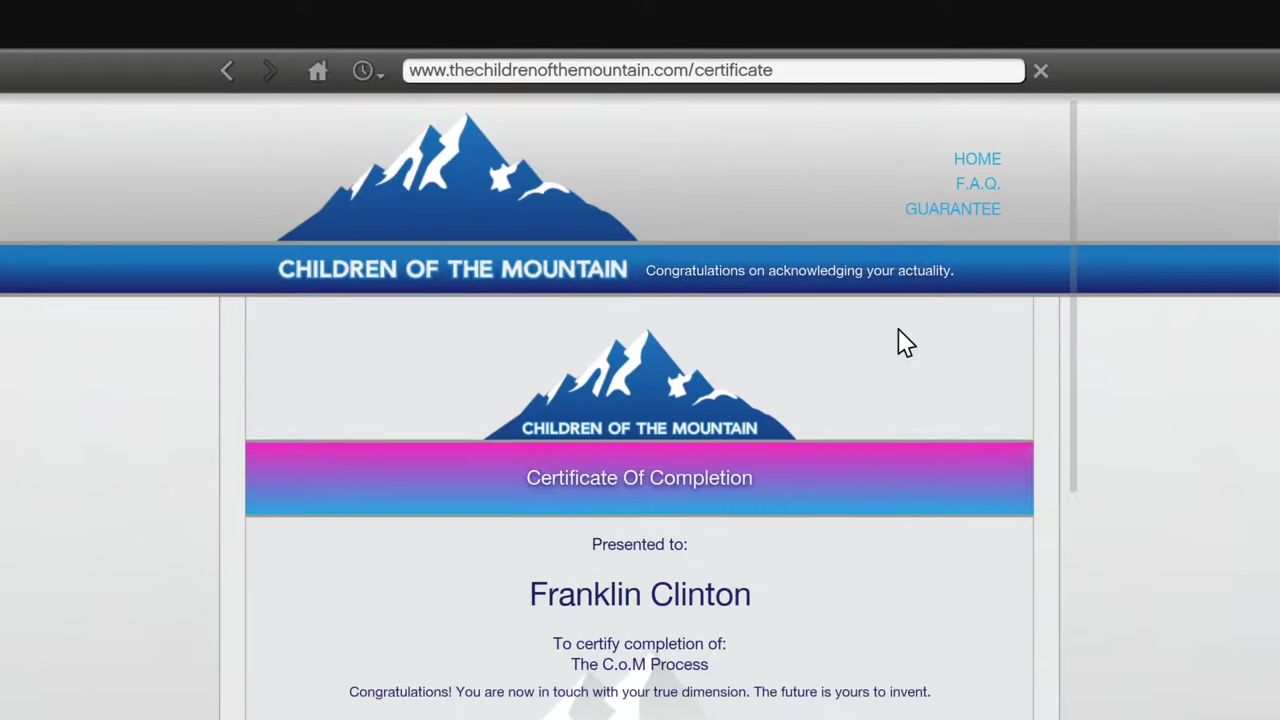 www.thechildrenofthemountain.com/certificate
HOME
F.A.Q.
GUARANTEE
CHILDREN OF THE MOUNTAIN Congratulations on acknowledging your actuality.
CHILDREN OF THE MOUNTAIN
Certificate Of Completion
Presented to:
Franklin Clinton
To certify completion of:
The C.o.M Process
Congratulations! You are now in touch with your true dimension. The future is yours to invent.